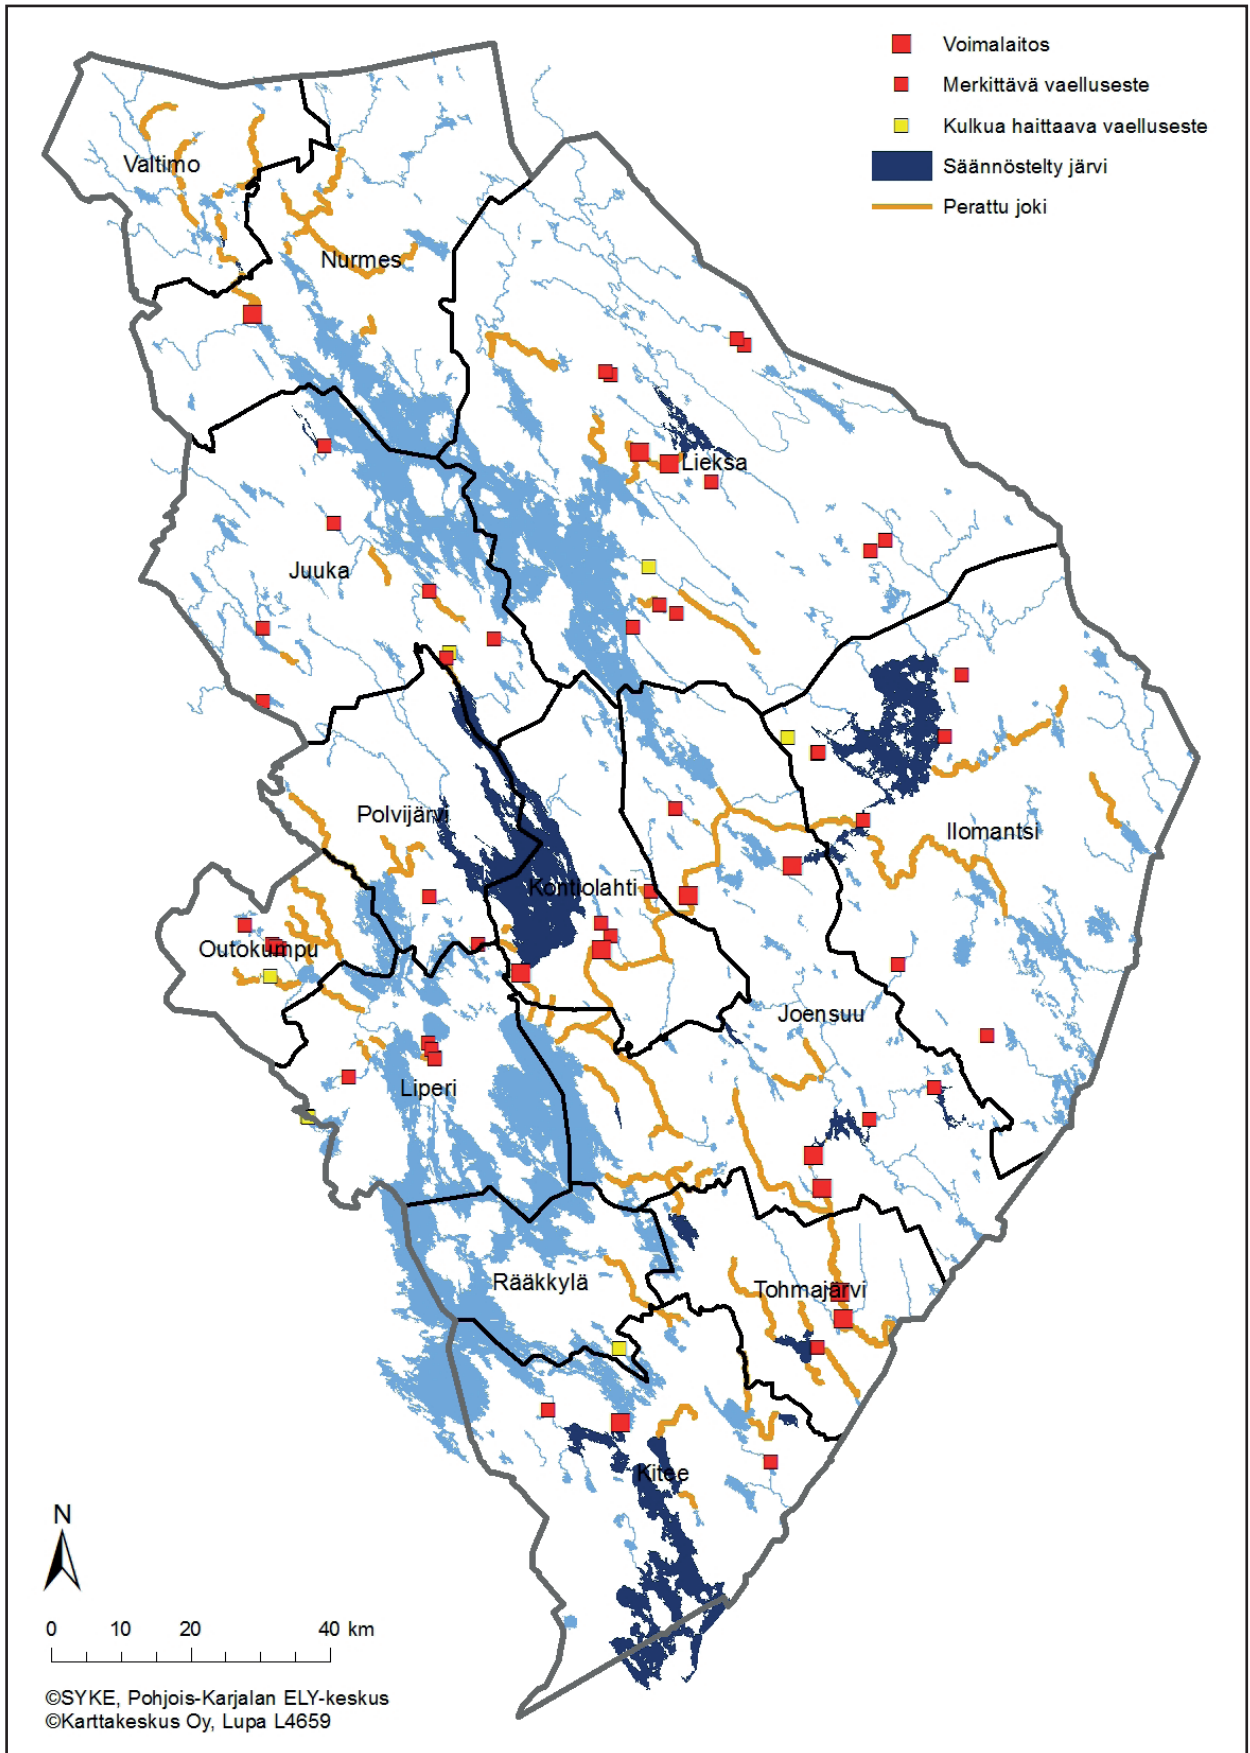 Voimalaitos
Merkittävä vaelluseste
Kulkua haittaava vaelluseste
Säännöstelty järvi
Perattu joki
Valtimo
Nurmes
Lieksa
Juuka
Polvijärvi
Ilomantsi
Kontiolahti
Outokumpu
Joensuu
Liperi
Rääkkylä
Tohmajärvi
Kitee
N
0 10 20 40 km
©SYKE, Pohjois-Karjalan ELY-keskus
©Karttakeskus Oy, Lupa L4659